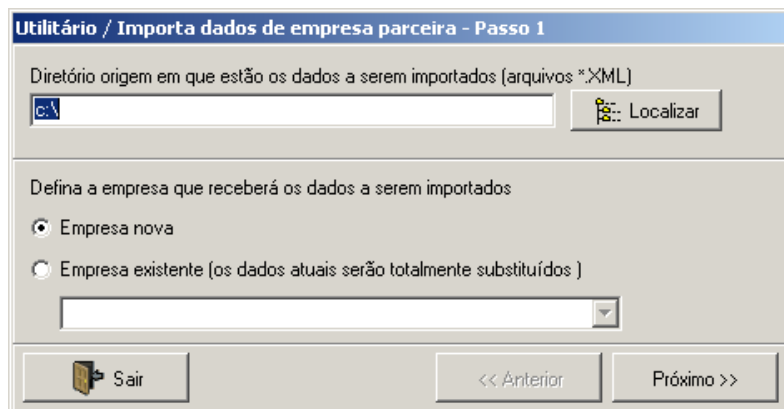 Utilitário / Importa dados de empresa parceira - Passo 1
Diretório origem em que estão os dados a serem importados (arquivos *.XML)
c:\
Localizar
Defina a empresa que receberá os dados a serem importados
Empresa nova
Empresa existente (os dados atuais serão totalmente substituídos )
Sair
<< Anterior
Próximo >>